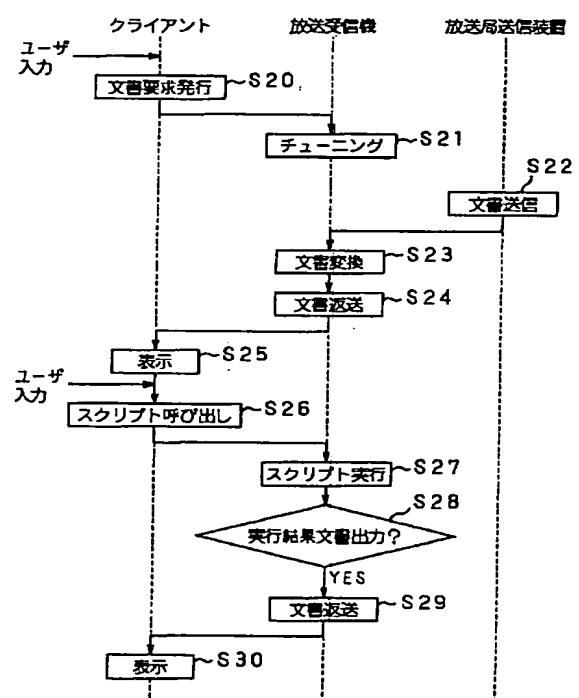 クライアント
放送受信機
放送局送信装置
ユーザ
入力
文書要求発行
S20
チューニング
S21
S22
文書送信
文書変換
S23
文書返送
S24
表示
S25
ユーザ
入力
スクリプト呼び出し
S26
スクリプト実行
S27
S28
実行結果文書出力?
YES
文書返送
S29
表示
S30